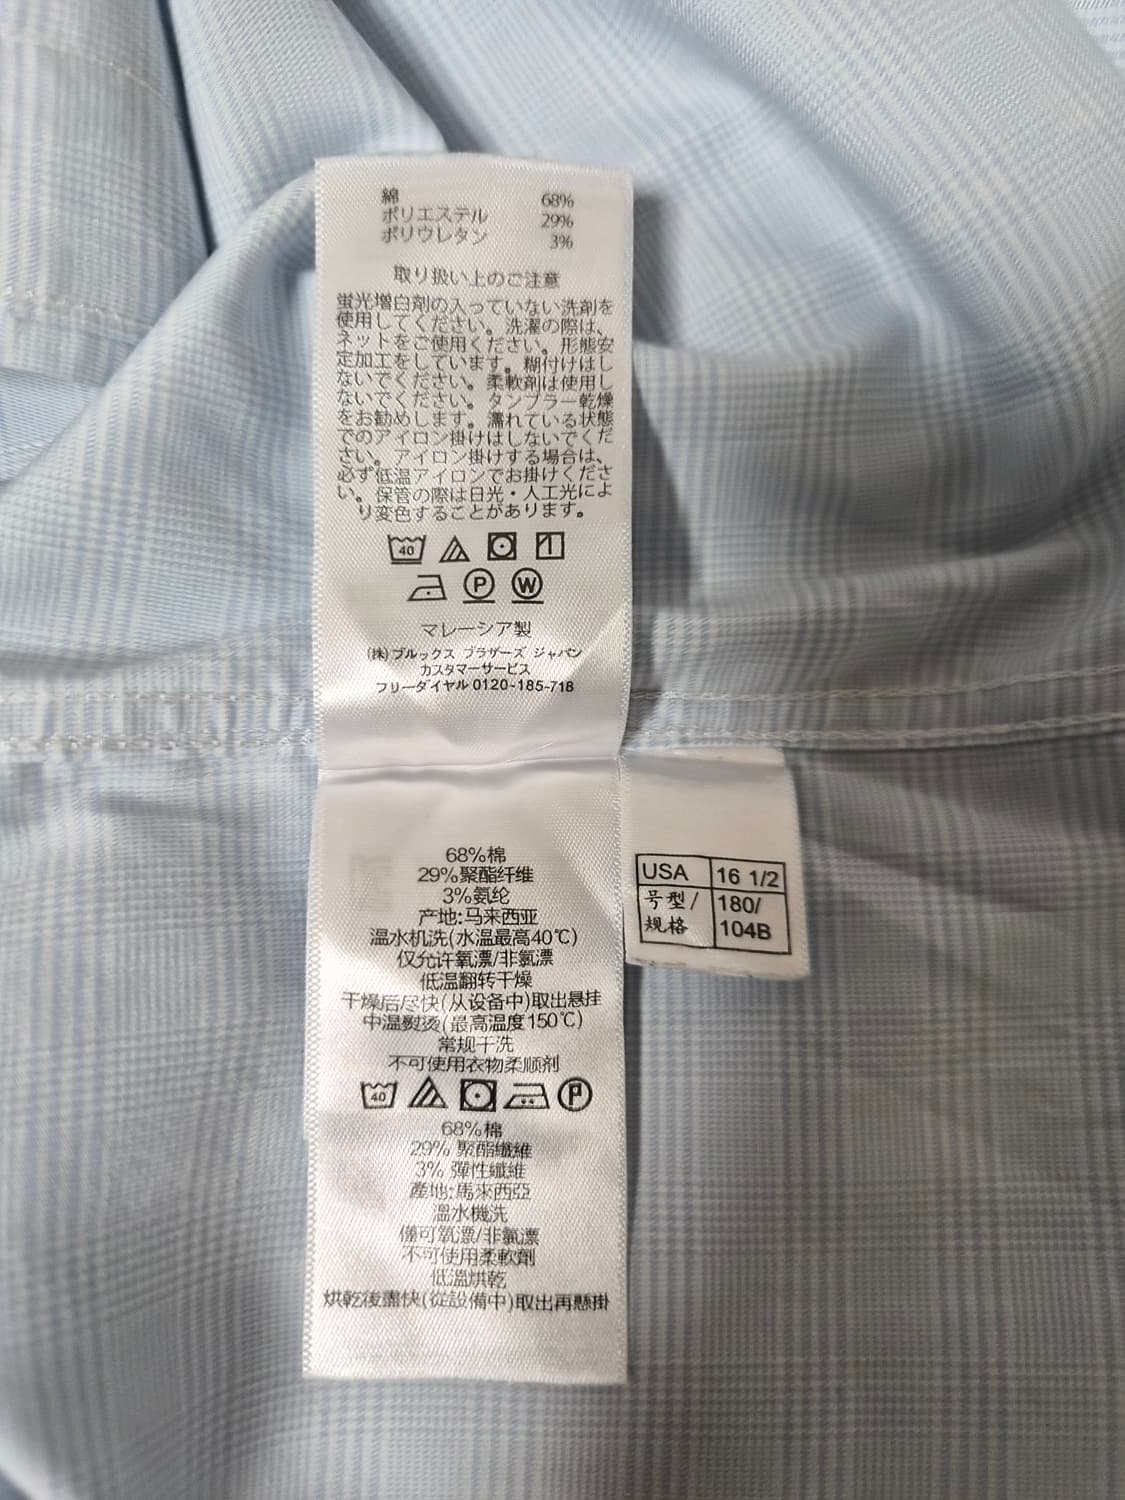 綿 68%
ポリエステル 29%
ポリウレタン 3%
取り扱い上のご注意
蛍光増白剤の入っていない洗剤を
使用してください。洗濯の際は、
ネットをご使用ください。形態安
定加工をしています。糊付けはし
ないでください。柔軟剤は使用し
ないでください。タンブラー乾燥
をお勧めします。濡れている状態
でのアイロン掛けはしないでくだ
さい。アイロン掛けする場合は、
必ず低温アイロンでお掛けくださ
い。保管の際は日光・人工光によ
り変色することがあります。
40
P W
マレーシア製
(株)ブルックス ブラザーズ ジャパン
カスタマーサービス
フリーダイヤル 0120-185-718
68%棉
29%聚酯纤维
3%氨纶
产地:马来西亚
温水机洗(水温最高40℃)
仅允许氧漂/非氯漂
低温翻转干燥
干燥后尽快(从设备中)取出悬挂
中温熨烫(最高温度150℃)
常规干洗
不可使用衣物柔顺剂
40 P
68%棉
29% 聚酯纖維
3% 彈性纖維
產地:馬來西亞
溫水機洗
僅可氧漂/非氯漂
不可使用柔軟劑
低溫烘乾
烘乾後盡快(從設備中)取出再懸掛
USA 16 1/2
号型/ 180/
规格 104B